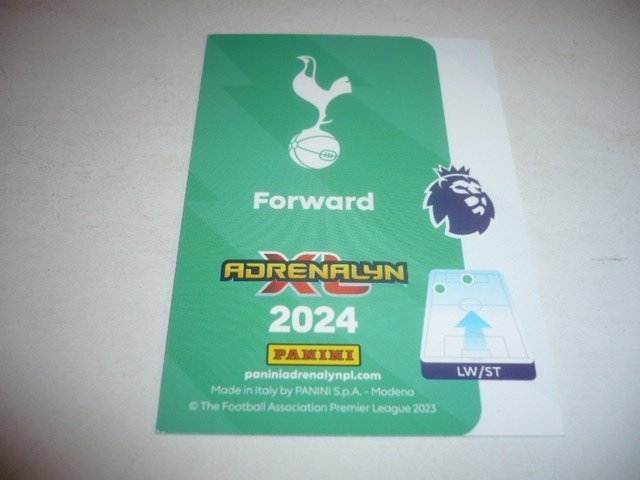 Forward
ADRENALYN
XL
2024
PANINI
paniniadrenalynpl.com
Made in Italy by PANINI S.p.A. - Modena
© The Football Association Premier League 2023
LW/ST